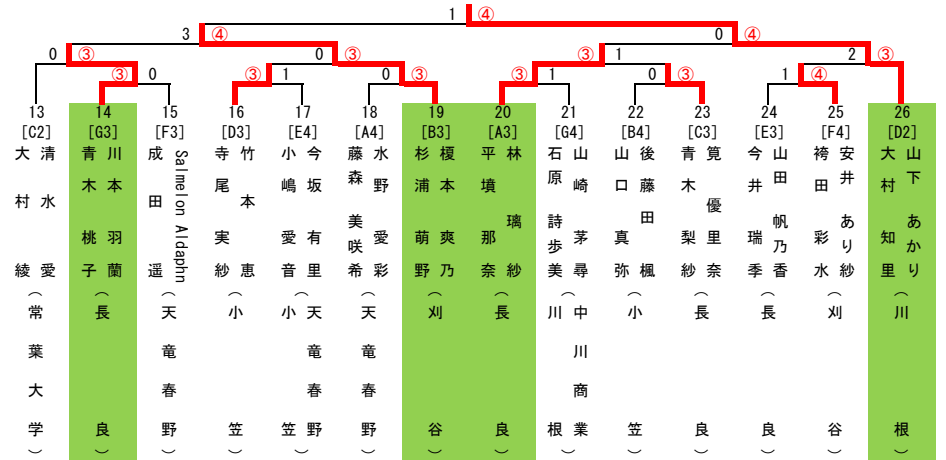 1
3 ④ 0 ④
0 ③ 0 ③ ③ 1 2 ③
③ 0 ③ 1 0 ③ ③ 1 0 ③ 1 ④
13 14 15 16 17 18 19 20 21 22 23 24 25 26
[C2] [G3] [F3] [D3] [E4] [A4] [B3] [A3] [G4] [B4] [C3] [E3] [F4] [D2]
大村 綾
清水 愛
(常葉大学)
青木 桃子
川本 羽蘭
(長良)
成田 遥
Salmelon Aldaphn
(天竜春野)
寺尾 実紗
竹本 恵
(小笠)
小嶋 愛音
今坂 有里
(小笠 天竜春野)
藤森 美咲希
水野 愛彩
(天竜春野)
杉浦 萌野
榎本 爽乃
(刈谷)
平墳 那奈
林 璃紗
(長良)
石原 詩歩美
山崎 茅尋
(川根 中川商業)
山口 真弥
後藤田 楓
(小笠)
青木 梨紗
筧 優里奈
(長良)
今井 瑞季
山田 帆乃香
(長良)
袴田 彩水
安井 あり紗
(刈谷)
大村 知里
山下 あかり
(川根)